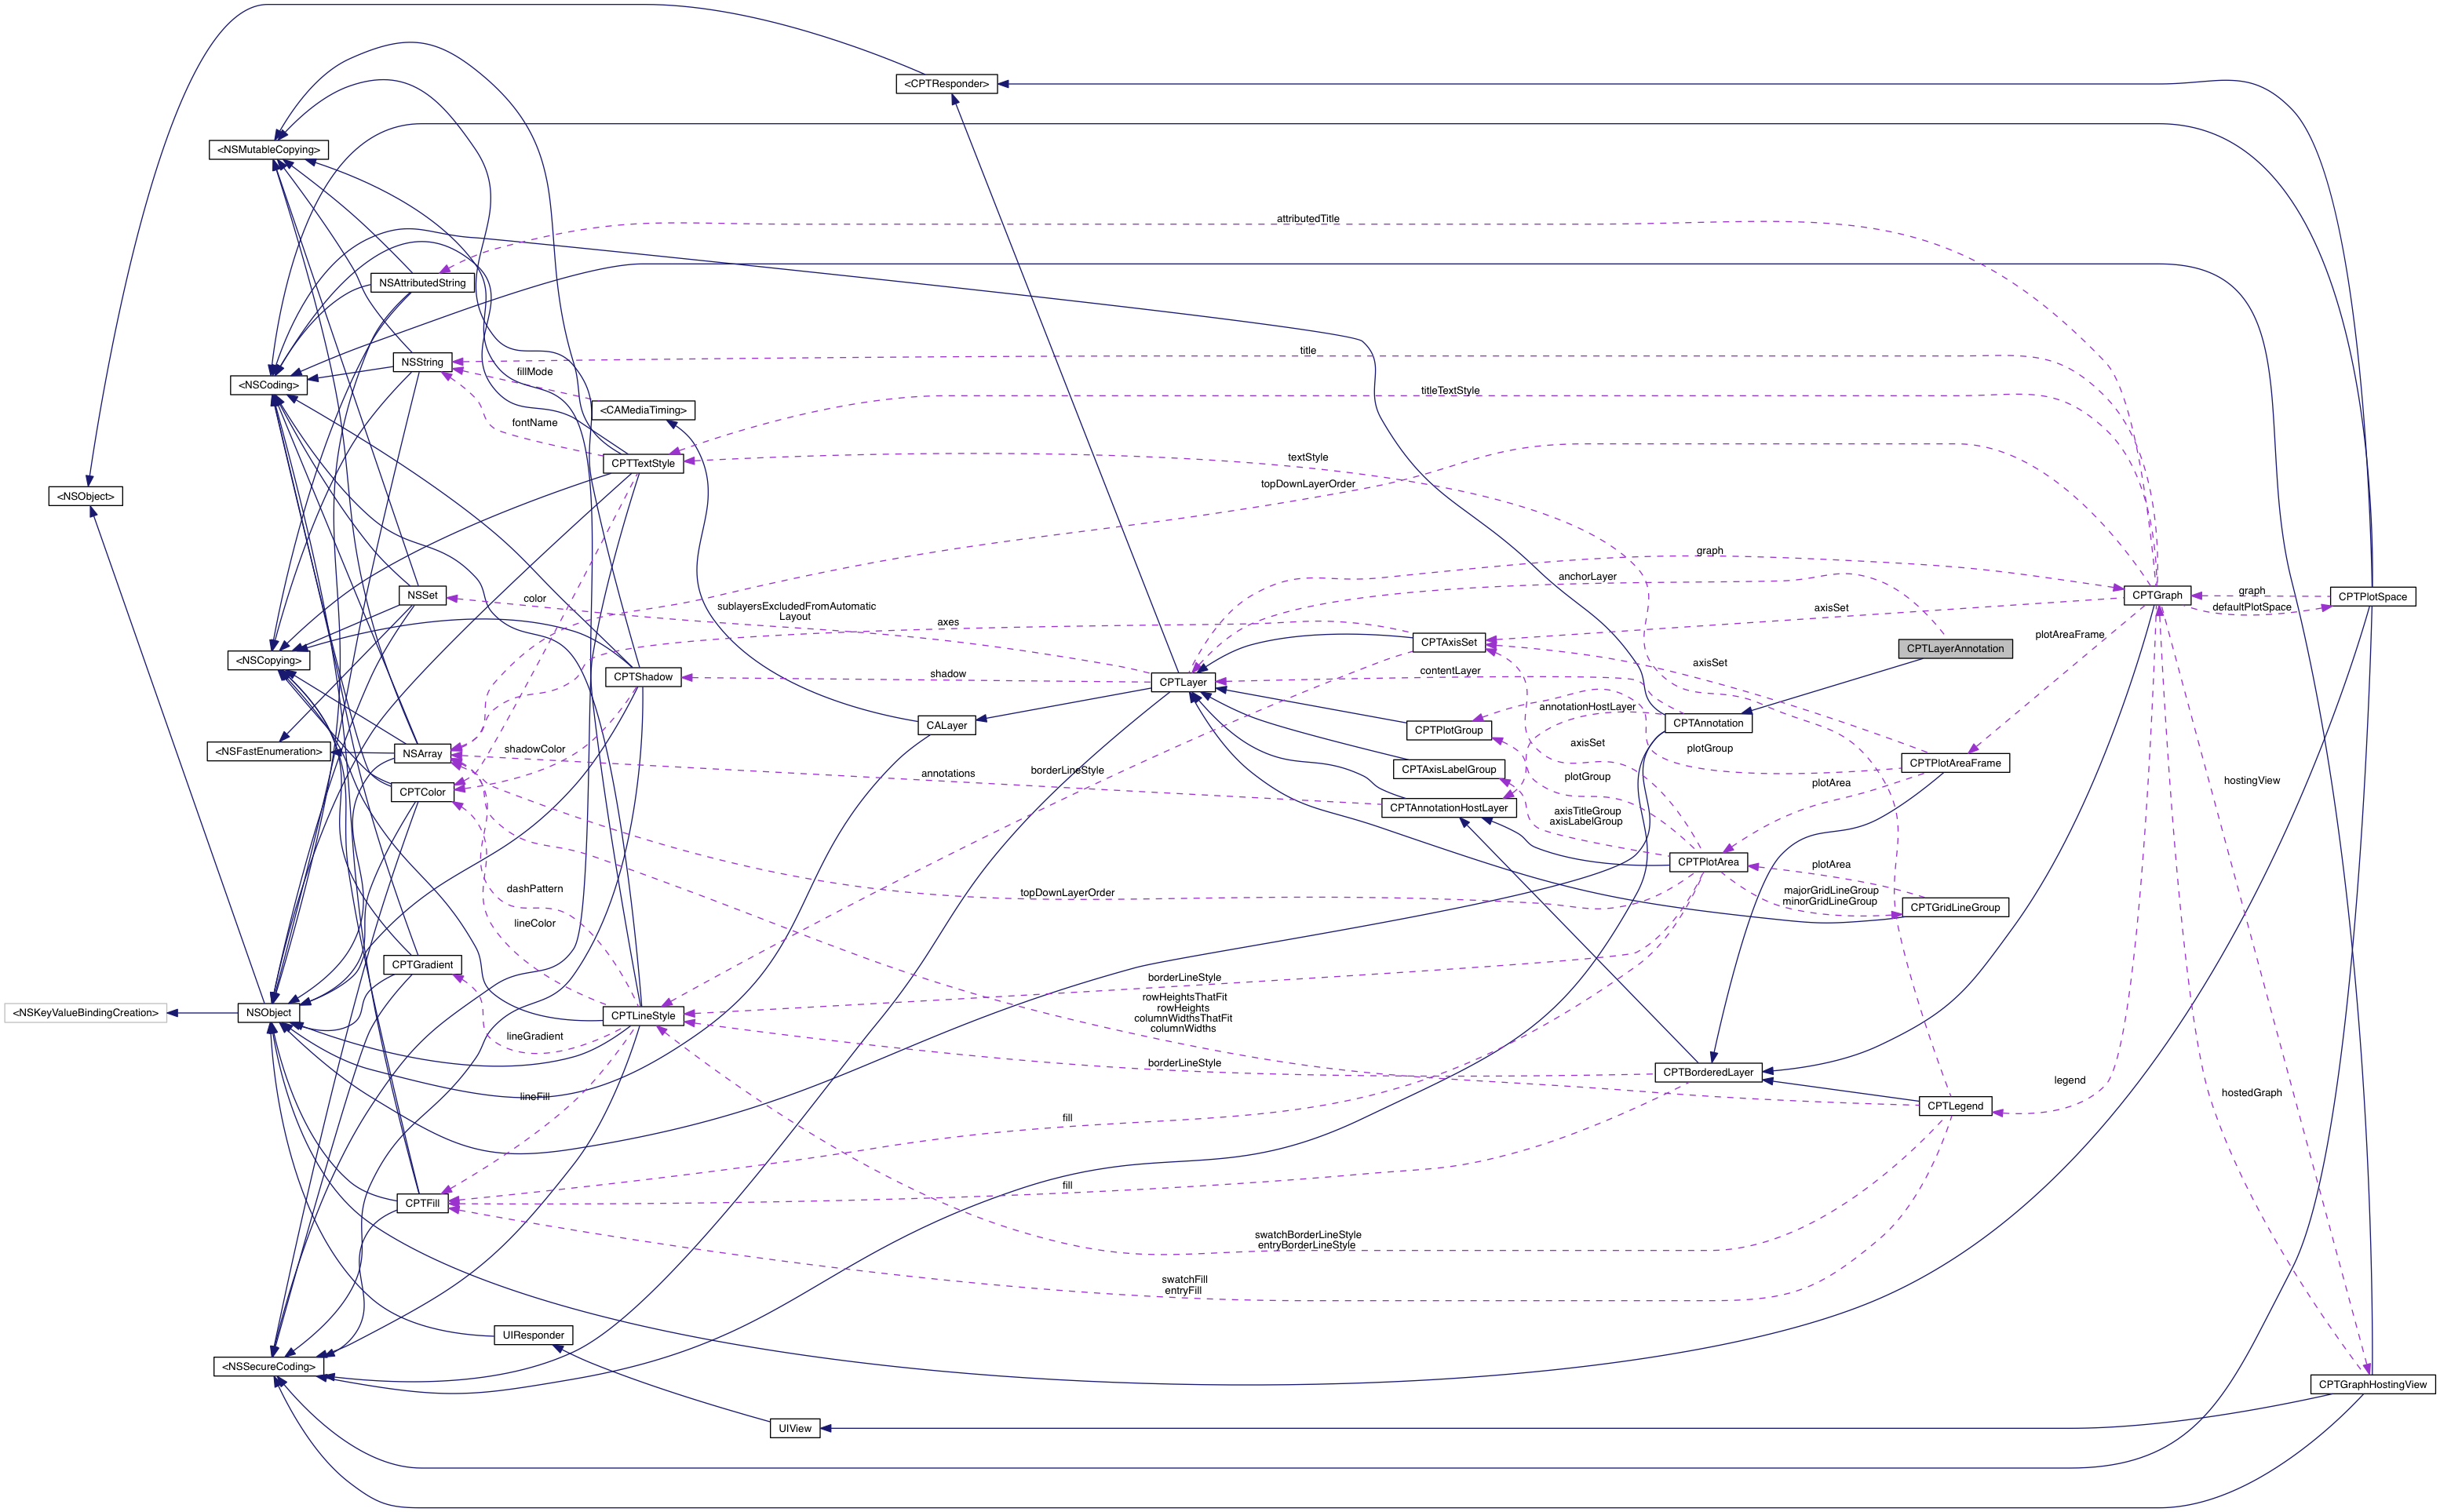 <CPTResponder>
<NSMutableCopying>
attributedTitle
NSAttributedString
title
NSString
fillMode
<NSCoding>
titleTextStyle
<CAMediaTiming>
fontName
textStyle
CPTTextStyle
topDownLayerOrder
<NSObject>
graph
anchorLayer
graph
NSSet
color
sublayersExcludedFromAutomatic
Layout
axes
axisSet
CPTGraph
defaultPlotSpace
CPTPlotSpace
plotAreaFrame
CPTAxisSet
CPTLayerAnnotation
<NSCopying>
axisSet
contentLayer
CPTShadow
shadow
CPTLayer
annotationHostLayer
CALayer
CPTPlotGroup
CPTAnnotation
<NSFastEnumeration>
NSArray
shadowColor
axisSet
plotGroup
CPTPlotAreaFrame
borderLineStyle
CPTAxisLabelGroup
annotations
plotGroup
plotArea
hostingView
CPTColor
CPTAnnotationHostLayer
axisTitleGroup
axisLabelGroup
CPTPlotArea
plotArea
dashPattern
topDownLayerOrder
majorGridLineGroup
minorGridLineGroup
CPTGridLineGroup
lineColor
CPTGradient
borderLineStyle
rowHeightsThatFit
rowHeights
columnWidthsThatFit
columnWidths
<NSKeyValueBindingCreation>
NSObject
CPTLineStyle
lineGradient
borderLineStyle
CPTBorderedLayer
legend
hostedGraph
lineFill
CPTLegend
fill
fill
CPTFill
swatchBorderLineStyle
entryBorderLineStyle
swatchFill
entryFill
UIResponder
<NSSecureCoding>
CPTGraphHostingView
UIView